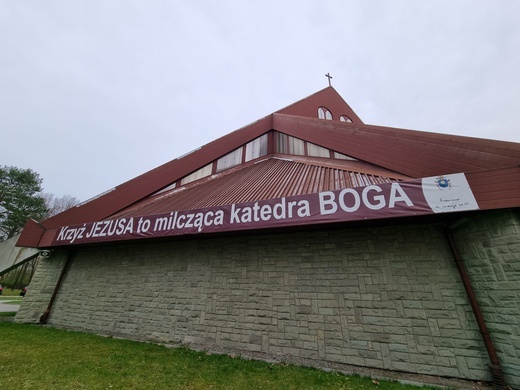 Krzyż JEZUSA to milcząca katedra BOGA